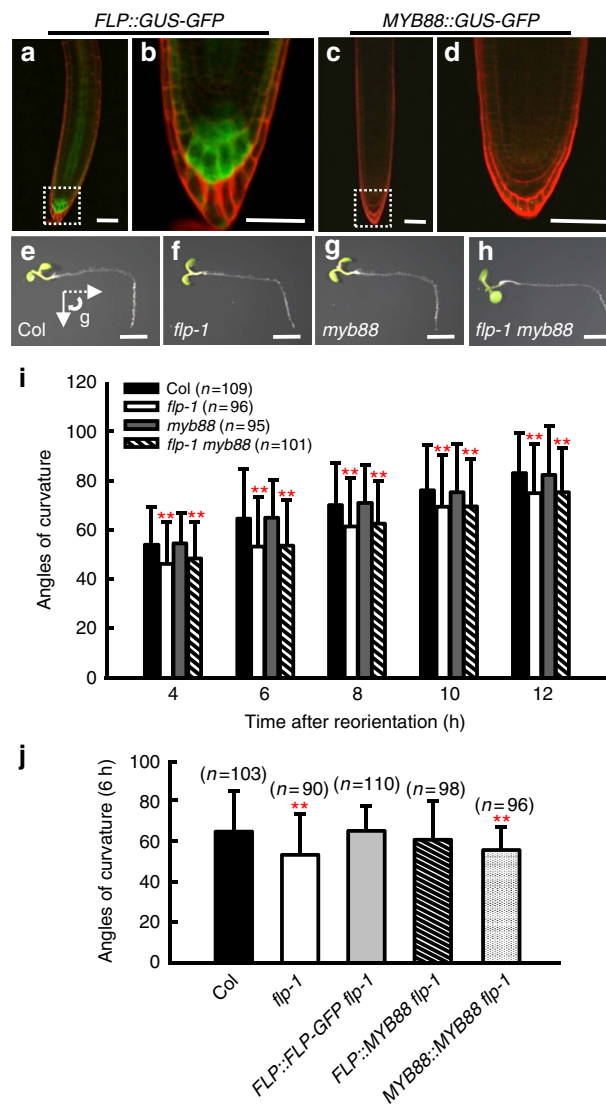 FLP::GUS-GFP
MYB88::GUS-GFP
a
b
c
d
e
f
g
h
g
Col
flp-1
myb88
flp-1 myb88
i
120
100
80
60
40
20
0
Angles of curvature
Col (n=109)
flp-1 (n=96)
myb88 (n=95)
flp-1 myb88 (n=101)
** ** ** ** ** ** ** ** ** **
4 6 8 10 12
Time after reorientation (h)
j
100
80
60
40
20
0
Angles of curvature (6 h)
(n=103)
(n=90)
(n=110)
(n=98)
(n=96)
** **
Col
flp-1
FLP::FLP-GFP flp-1
FLP::MYB88 flp-1
MYB88::MYB88 flp-1